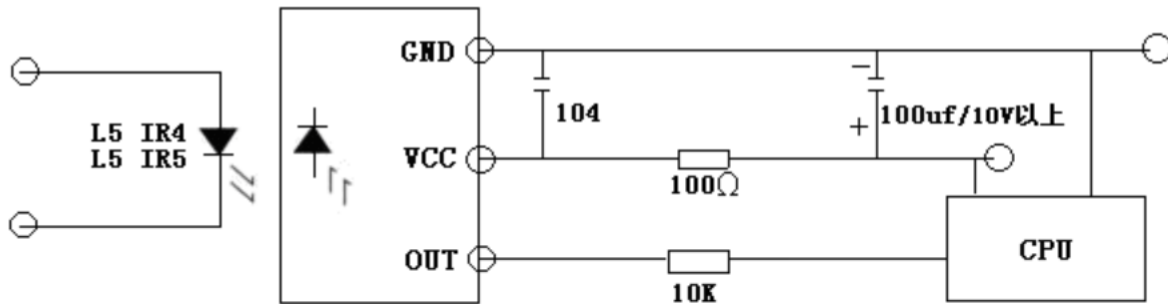 GND
L5 IR4
L5 IR5
104
100uf/10V以上
VCC
100Ω
OUT
10K
CPU